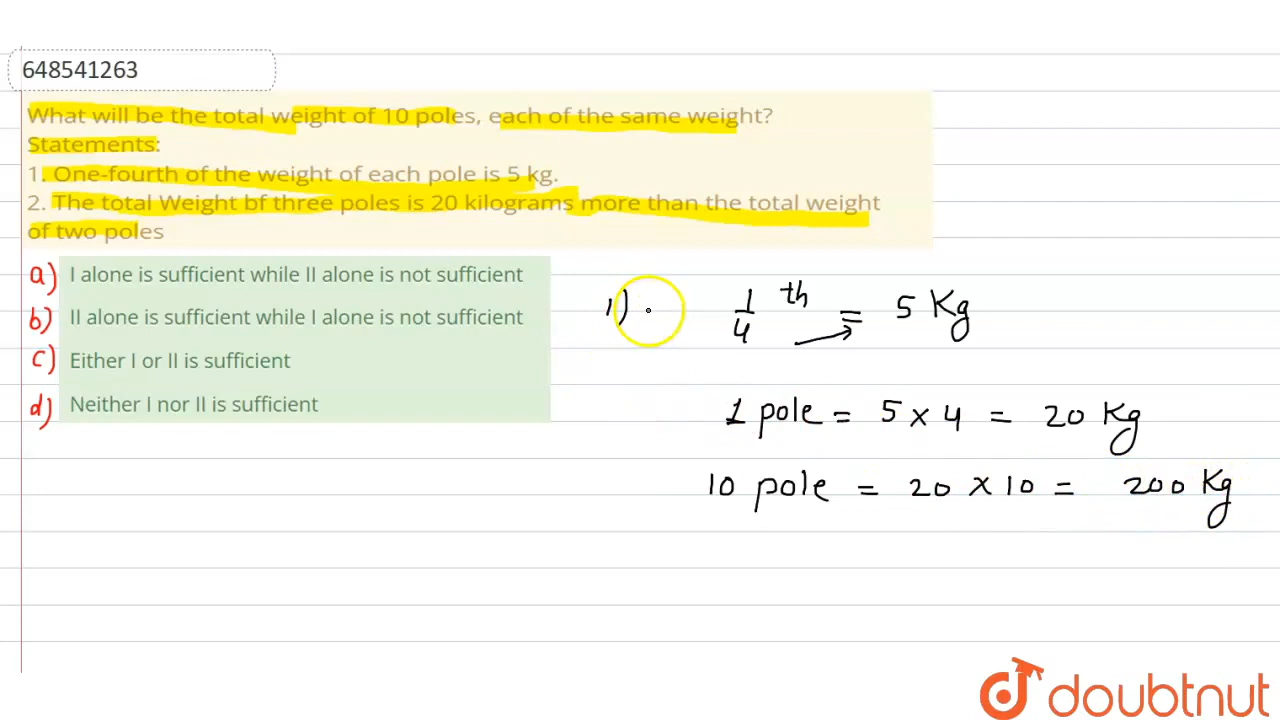 648541263
What will be the total weight of 10 poles, each of the same weight?
Statements:
1. One-fourth of the weight of each pole is 5 kg.
2. The total Weight bf three poles is 20 kilograms more than the total weight
of two poles
a) I alone is sufficient while II alone is not sufficient
b) II alone is sufficient while I alone is not sufficient
c) Either I or II is sufficient
d) Neither I nor II is sufficient
1) 1/4 th = 5 Kg
1 pole = 5 x 4 = 20 Kg
10 pole = 20 x 10 = 200 Kg
doubtnut